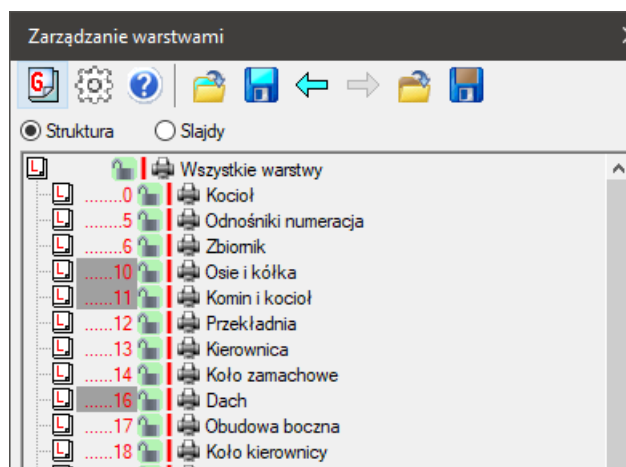 Zarządzanie warstwami
Struktura Slajdy
Wszystkie warstwy
........0 Kocioł
........5 Odnośniki numeracja
........6 Zbiornik
......10 Osie i kółka
......11 Komin i kocioł
......12 Przekładnia
......13 Kierownica
......14 Koło zamachowe
......16 Dach
......17 Obudowa boczna
......18 Koło kierownicy